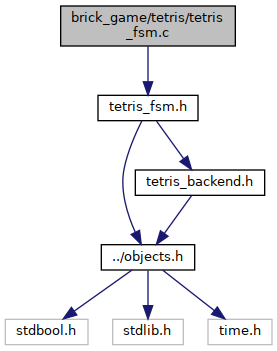 brick_game/tetris/tetris
_fsm.c
tetris_fsm.h
tetris_backend.h
../objects.h
stdbool.h
stdlib.h
time.h